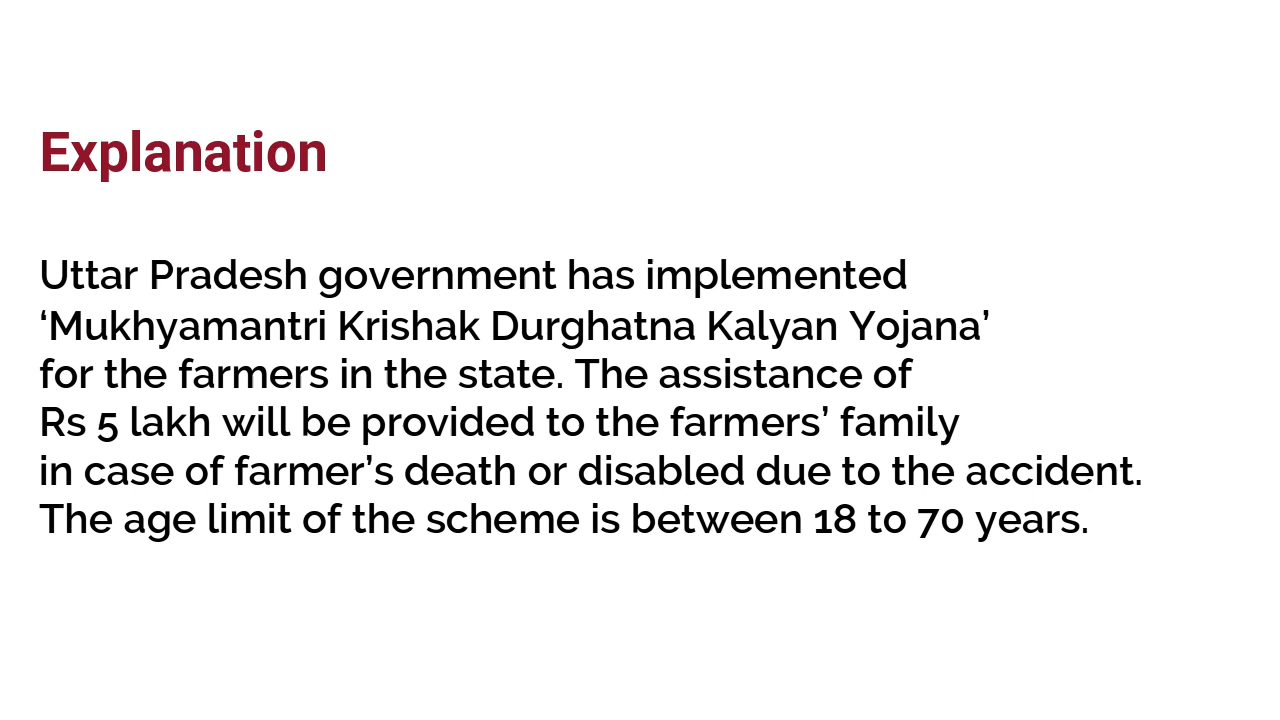 Explanation
Uttar Pradesh government has implemented
‘Mukhyamantri Krishak Durghatna Kalyan Yojana’
for the farmers in the state. The assistance of
Rs 5 lakh will be provided to the farmers’ family
in case of farmer’s death or disabled due to the accident.
The age limit of the scheme is between 18 to 70 years.